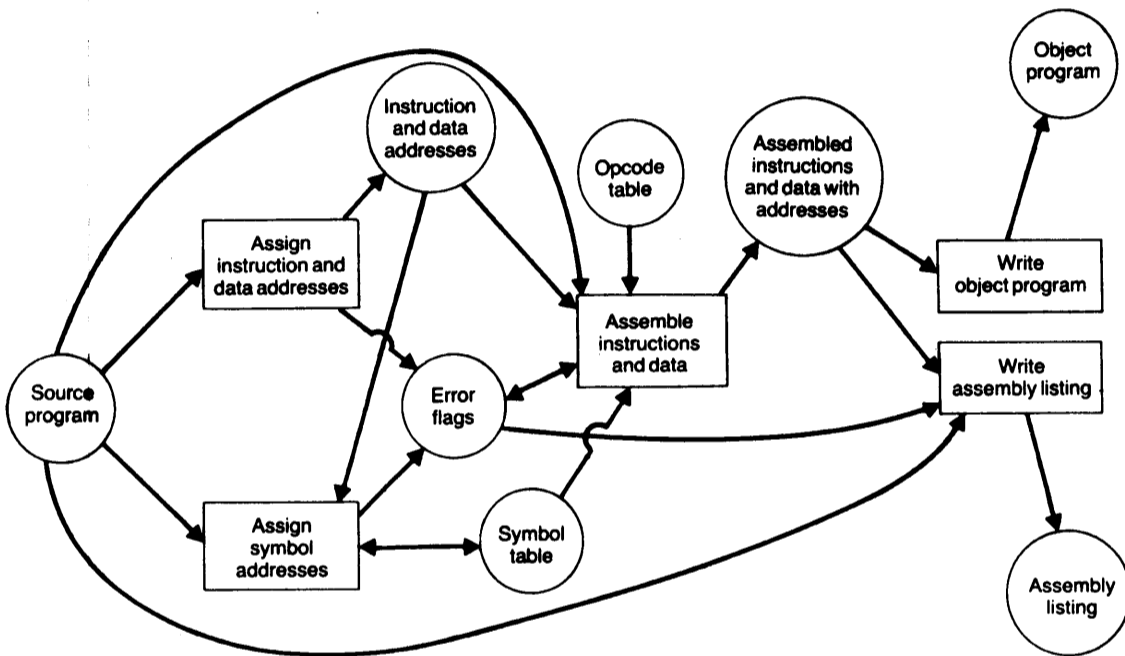 Object
program
Instruction
and data
addresses
Opcode
table
Assembled
instructions
and data with
addresses
Assign
instruction and
data addresses
Write
object program
Assemble
instructions
and data
Write
assembly listing
Source
program
Error
flags
Assign
symbol
addresses
Symbol
table
Assembly
listing